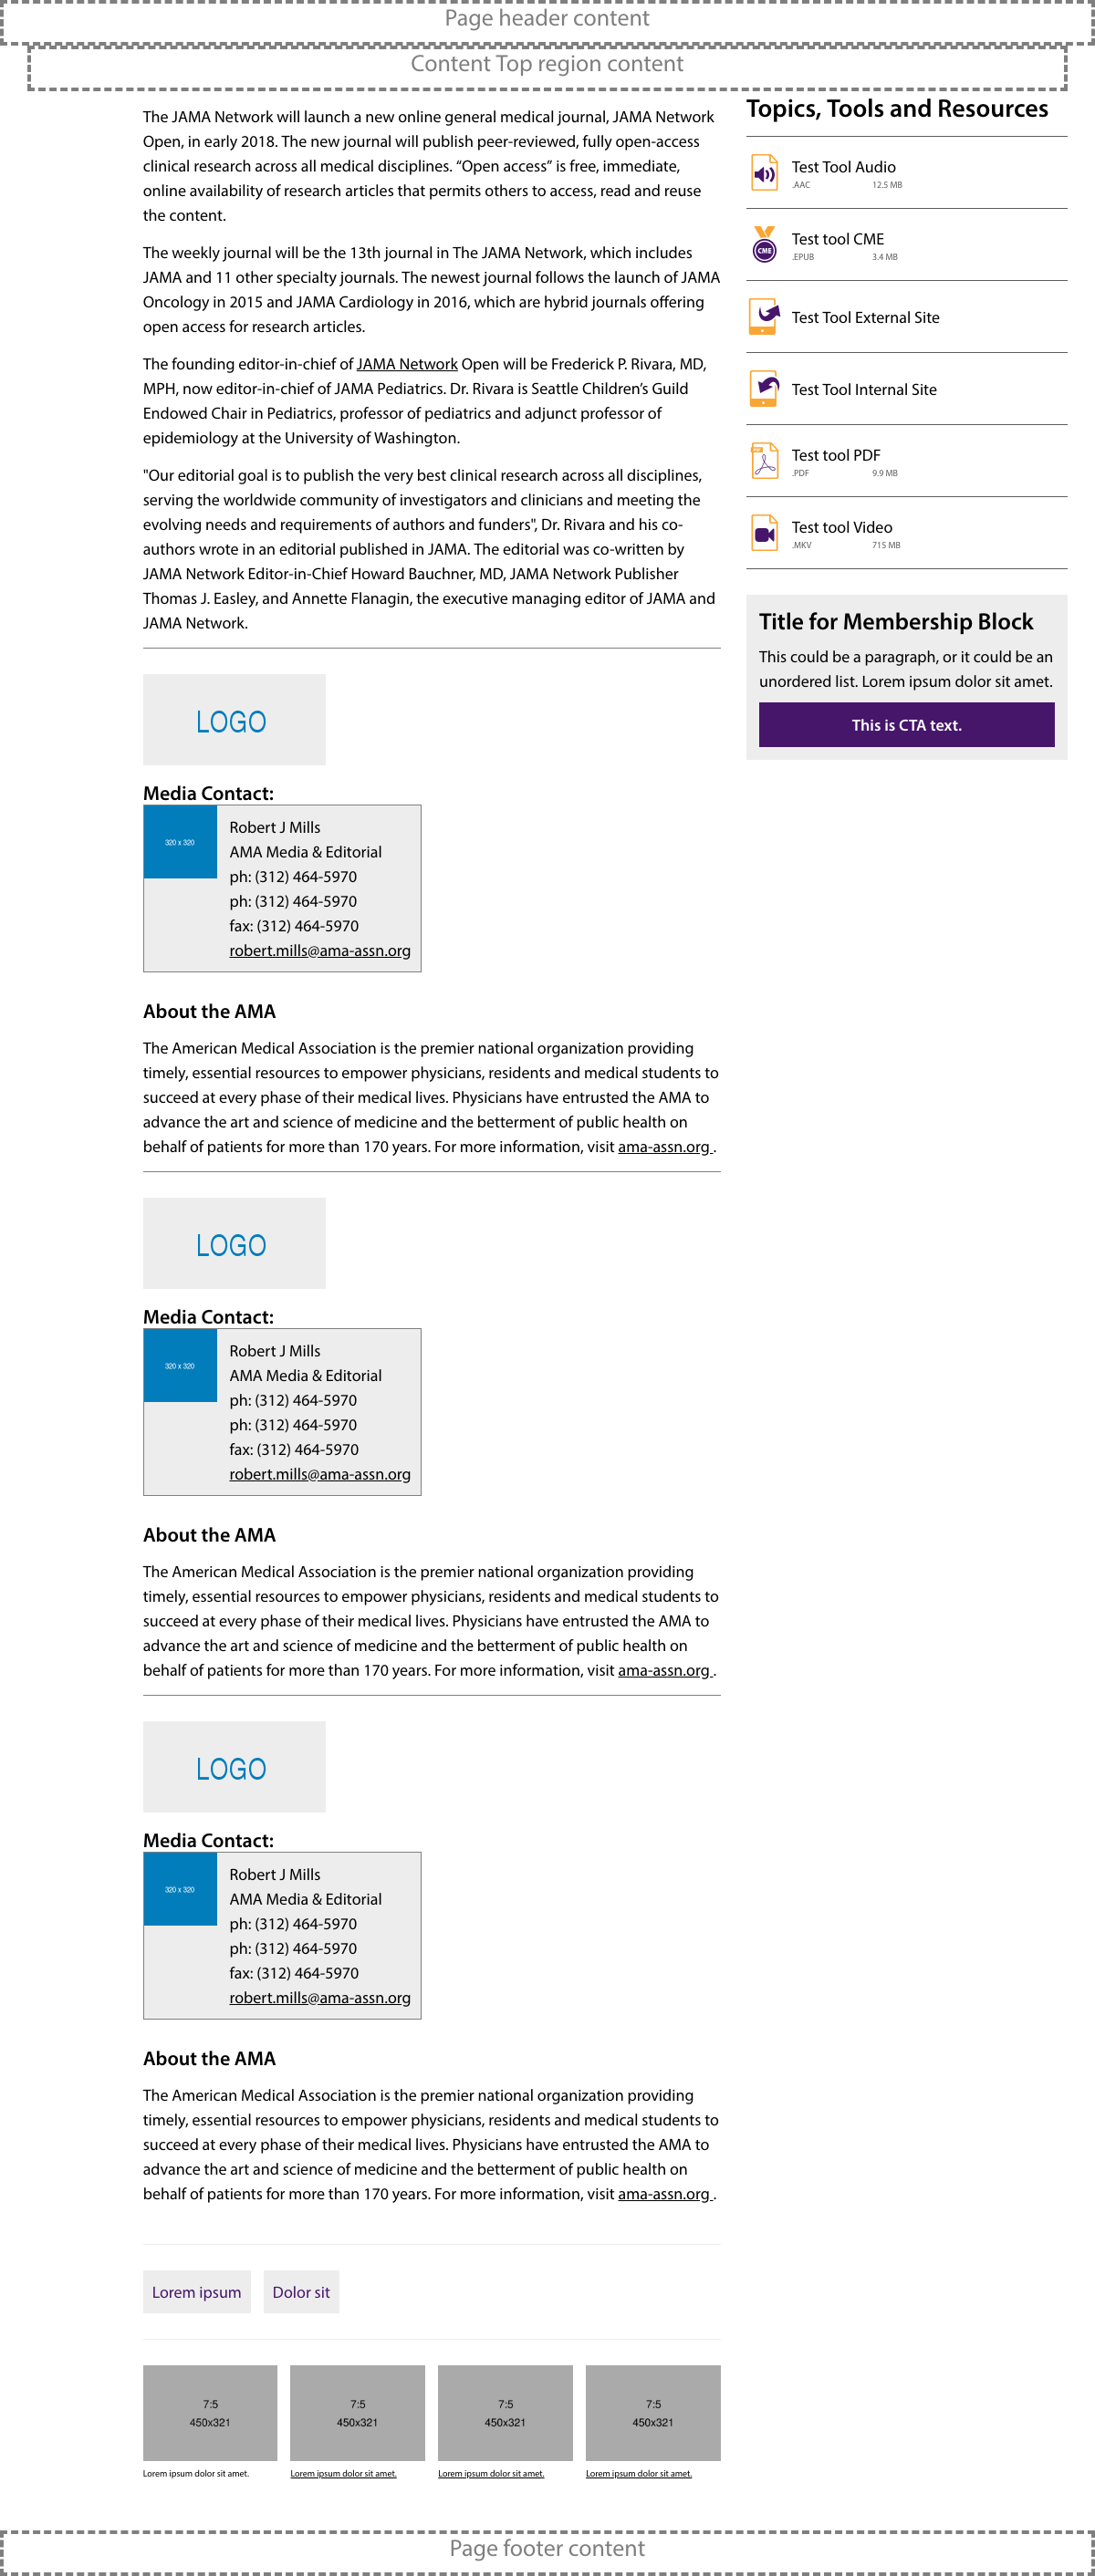 Page header content
Content Top region content
The JAMA Network will launch a new online general medical journal, JAMA Network
Open, in early 2018. The new journal will publish peer-reviewed, fully open-access
clinical research across all medical disciplines. “Open access” is free, immediate,
online availability of research articles that permits others to access, read and reuse
the content.
The weekly journal will be the 13th journal in The JAMA Network, which includes
JAMA and 11 other specialty journals. The newest journal follows the launch of JAMA
Oncology in 2015 and JAMA Cardiology in 2016, which are hybrid journals offering
open access for research articles.
The founding editor-in-chief of JAMA Network Open will be Frederick P. Rivara, MD,
MPH, now editor-in-chief of JAMA Pediatrics. Dr. Rivara is Seattle Children’s Guild
Endowed Chair in Pediatrics, professor of pediatrics and adjunct professor of
epidemiology at the University of Washington.
"Our editorial goal is to publish the very best clinical research across all disciplines,
serving the worldwide community of investigators and clinicians and meeting the
evolving needs and requirements of authors and funders", Dr. Rivara and his co-
authors wrote in an editorial published in JAMA. The editorial was co-written by
JAMA Network Editor-in-Chief Howard Bauchner, MD, JAMA Network Publisher
Thomas J. Easley, and Annette Flanagin, the executive managing editor of JAMA and
JAMA Network.
LOGO
Media Contact:
320 x 320
Robert J Mills
AMA Media & Editorial
ph: (312) 464-5970
ph: (312) 464-5970
fax: (312) 464-5970
robert.mills@ama-assn.org
About the AMA
The American Medical Association is the premier national organization providing
timely, essential resources to empower physicians, residents and medical students to
succeed at every phase of their medical lives. Physicians have entrusted the AMA to
advance the art and science of medicine and the betterment of public health on
behalf of patients for more than 170 years. For more information, visit ama-assn.org .
LOGO
Media Contact:
320 x 320
Robert J Mills
AMA Media & Editorial
ph: (312) 464-5970
ph: (312) 464-5970
fax: (312) 464-5970
robert.mills@ama-assn.org
About the AMA
The American Medical Association is the premier national organization providing
timely, essential resources to empower physicians, residents and medical students to
succeed at every phase of their medical lives. Physicians have entrusted the AMA to
advance the art and science of medicine and the betterment of public health on
behalf of patients for more than 170 years. For more information, visit ama-assn.org .
LOGO
Media Contact:
320 x 320
Robert J Mills
AMA Media & Editorial
ph: (312) 464-5970
ph: (312) 464-5970
fax: (312) 464-5970
robert.mills@ama-assn.org
About the AMA
The American Medical Association is the premier national organization providing
timely, essential resources to empower physicians, residents and medical students to
succeed at every phase of their medical lives. Physicians have entrusted the AMA to
advance the art and science of medicine and the betterment of public health on
behalf of patients for more than 170 years. For more information, visit ama-assn.org .
Lorem ipsum Dolor sit
7:5 7:5 7:5 7:5
450x321 450x321 450x321 450x321
Lorem ipsum dolor sit amet. Lorem ipsum dolor sit amet. Lorem ipsum dolor sit amet. Lorem ipsum dolor sit amet.
Topics, Tools and Resources
Test Tool Audio
.AAC 12.5 MB
CME
Test tool CME
.EPUB 3.4 MB
Test Tool External Site
Test Tool Internal Site
Test tool PDF
.PDF 9.9 MB
Test tool Video
.MKV 715 MB
Title for Membership Block
This could be a paragraph, or it could be an
unordered list. Lorem ipsum dolor sit amet.
This is CTA text.
Page footer content